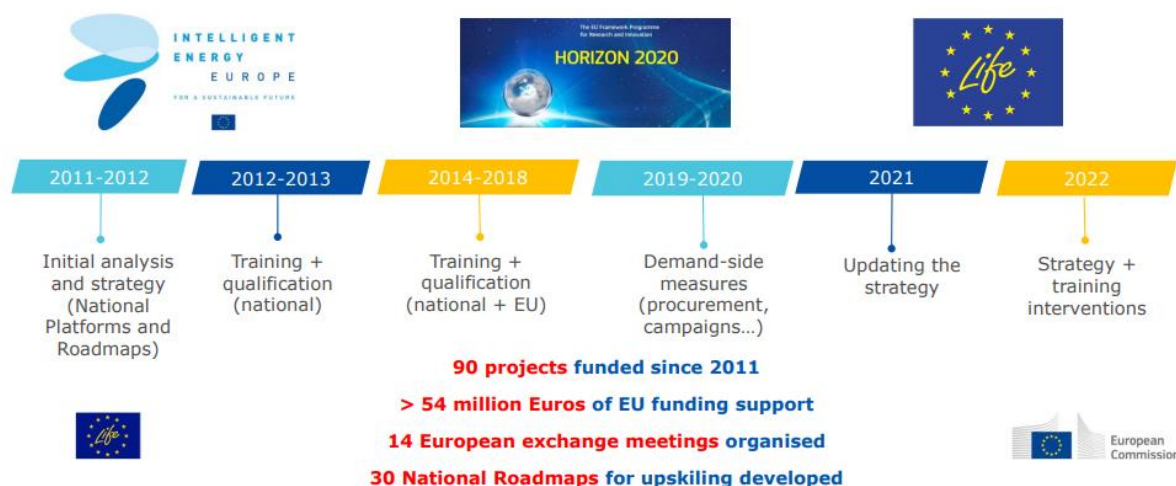 INTELLIGENT
ENERGY
EUROPE
FOR A SUSTAINABLE FUTURE
The EU Framework Programme
for Research and Innovation
HORIZON 2020
Life
2011-2012
2012-2013
2014-2018
2019-2020
2021
2022
Initial analysis
and strategy
(National
Platforms and
Roadmaps)
Training +
qualification
(national)
Training +
qualification
(national + EU)
Demand-side
measures
(procurement,
campaigns…)
Updating the
strategy
Strategy +
training
interventions
90 projects funded since 2011
> 54 million Euros of EU funding support
14 European exchange meetings organised
30 National Roadmaps for upskiling developed
Life
European
Commission